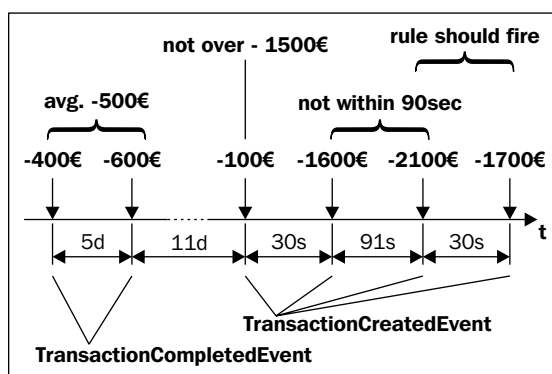 rule should fire
not over - 1500€
avg. -500€
not within 90sec
-400€ -600€ -100€ -1600€ -2100€ -1700€
t
5d 11d 30s 91s 30s
TransactionCreatedEvent
TransactionCompletedEvent